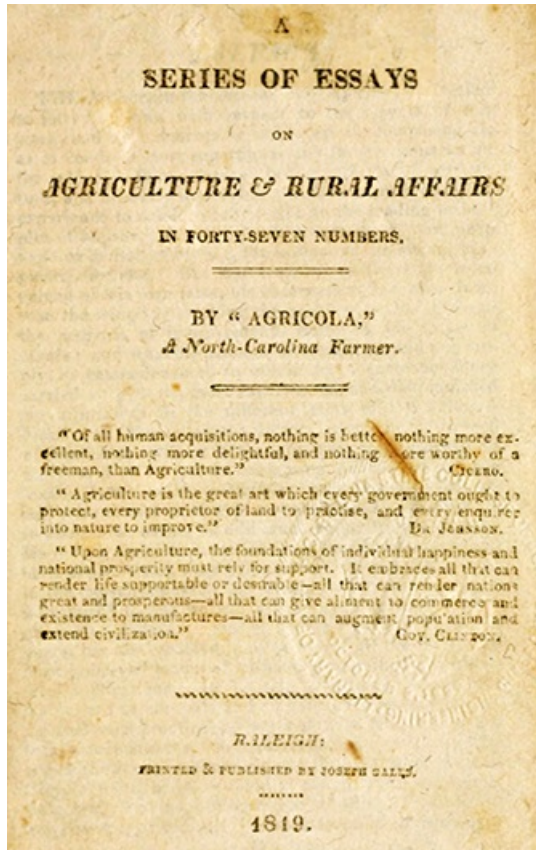 A
SERIES OF ESSAYS
ON
AGRICULTURE & RURAL AFFAIRS
IN FORTY-SEVEN NUMBERS.
BY “ AGRICOLA,”
A North-Carolina Farmer.
“Of all human acquisitions, nothing is better, nothing more ex-
cellent, nothing more delightful, and nothing more worthy of a
freeman, than Agriculture.” CICERO.
“ Agriculture is the great art which every government ought to
protect, every proprietor of land to practise, and every enquirer
into nature to improve.” DR JOHNSON.
“ Upon Agriculture, the foundations of individual happiness and
national prosperity must rely for support. It embraces all that can
render life supportable or desirable—all that can render nations
great and prosperous—all that can give aliment to commerce and
existence to manufactures—all that can augment population and
extend civilization.” GOV. CLINTON.
RALEIGH:
PRINTED & PUBLISHED BY JOSEPH GALES.
1819.